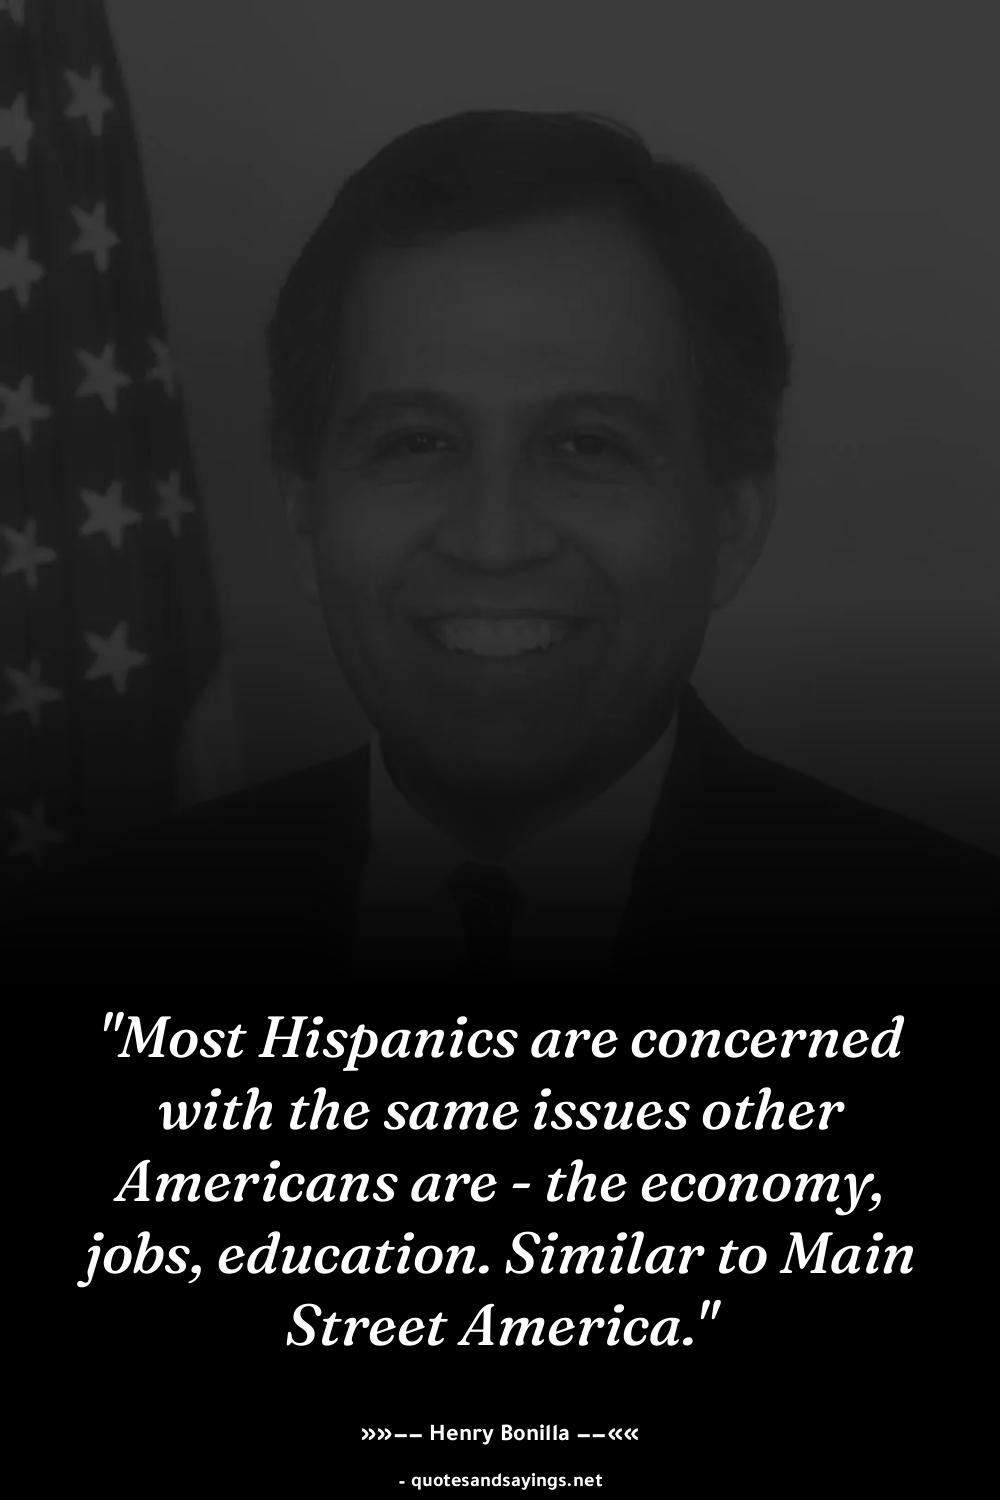 "Most Hispanics are concerned
with the same issues other
Americans are - the economy,
jobs, education. Similar to Main
Street America."
»»−− Henry Bonilla −−««
- quotesandsayings.net